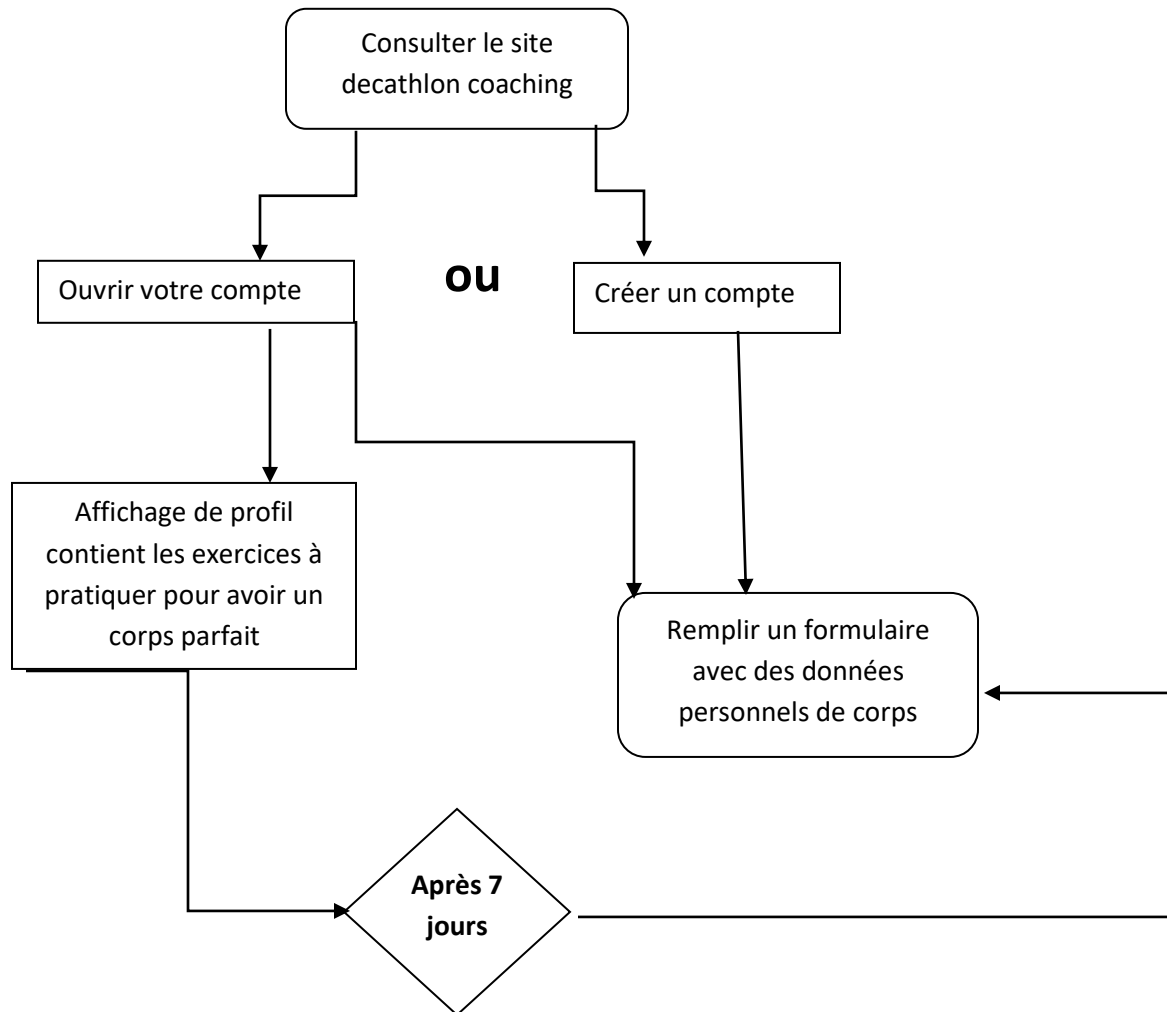 Consulter le site
decathlon coaching
Ouvrir votre compte
ou
Créer un compte
Affichage de profil
contient les exercices à
pratiquer pour avoir un
corps parfait
Remplir un formulaire
avec des données
personnels de corps
Après 7
jours